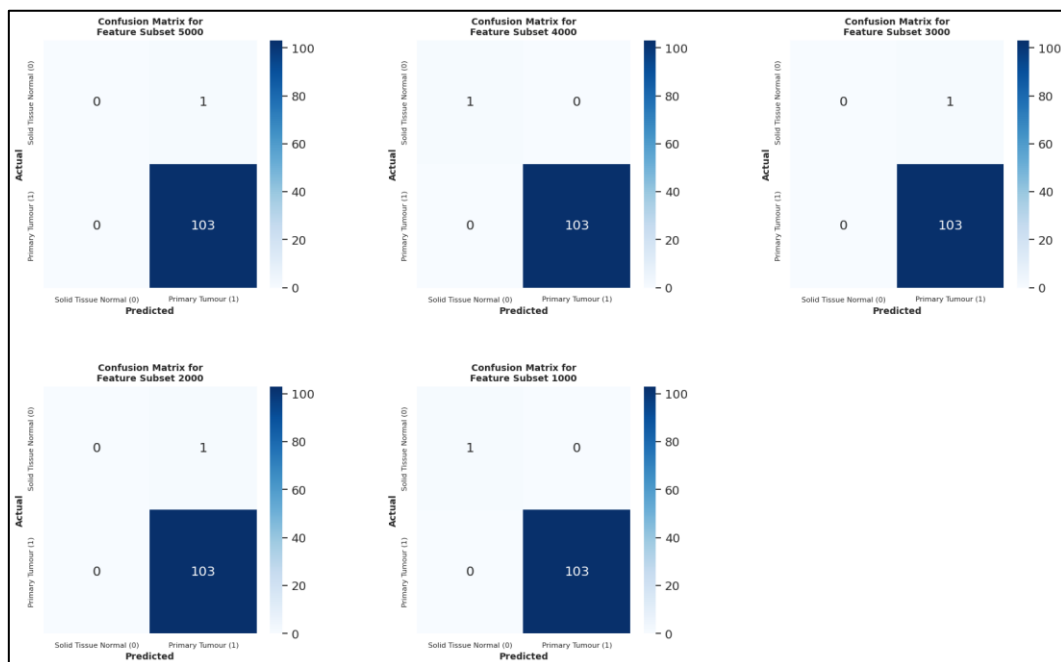 Confusion Matrix for
Feature Subset 5000
Solid Tissue Normal (0)
Primary Tumour (1)
Actual
0 1
0 103
100
80
60
40
20
0
Solid Tissue Normal (0) Primary Tumour (1)
Predicted
Confusion Matrix for
Feature Subset 4000
Solid Tissue Normal (0)
Primary Tumour (1)
Actual
1 0
0 103
100
80
60
40
20
0
Solid Tissue Normal (0) Primary Tumour (1)
Predicted
Confusion Matrix for
Feature Subset 3000
Solid Tissue Normal (0)
Primary Tumour (1)
Actual
0 1
0 103
100
80
60
40
20
0
Solid Tissue Normal (0) Primary Tumour (1)
Predicted
Confusion Matrix for
Feature Subset 2000
Solid Tissue Normal (0)
Primary Tumour (1)
Actual
0 1
0 103
100
80
60
40
20
0
Solid Tissue Normal (0) Primary Tumour (1)
Predicted
Confusion Matrix for
Feature Subset 1000
Solid Tissue Normal (0)
Primary Tumour (1)
Actual
1 0
0 103
100
80
60
40
20
0
Solid Tissue Normal (0) Primary Tumour (1)
Predicted